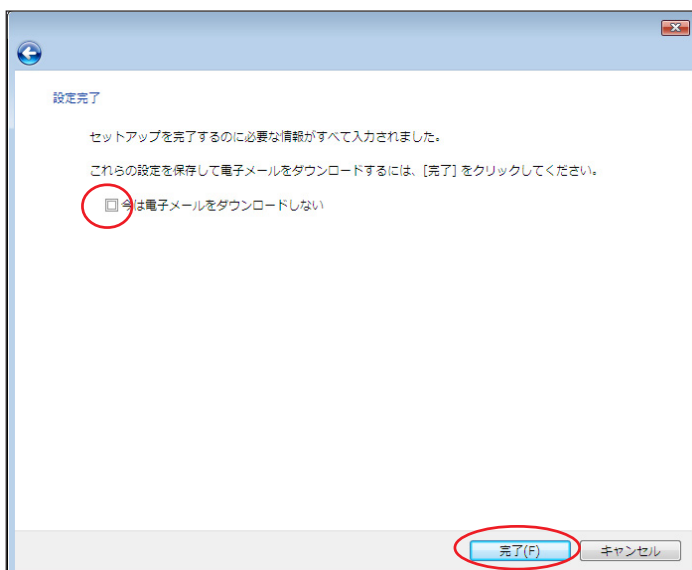 設定完了
セットアップを完了するのに必要な情報がすべて入力されました。
これらの設定を保存して電子メールをダウンロードするには、[完了] をクリックしてください。
今は電子メールをダウンロードしない
完了(F)
キャンセル